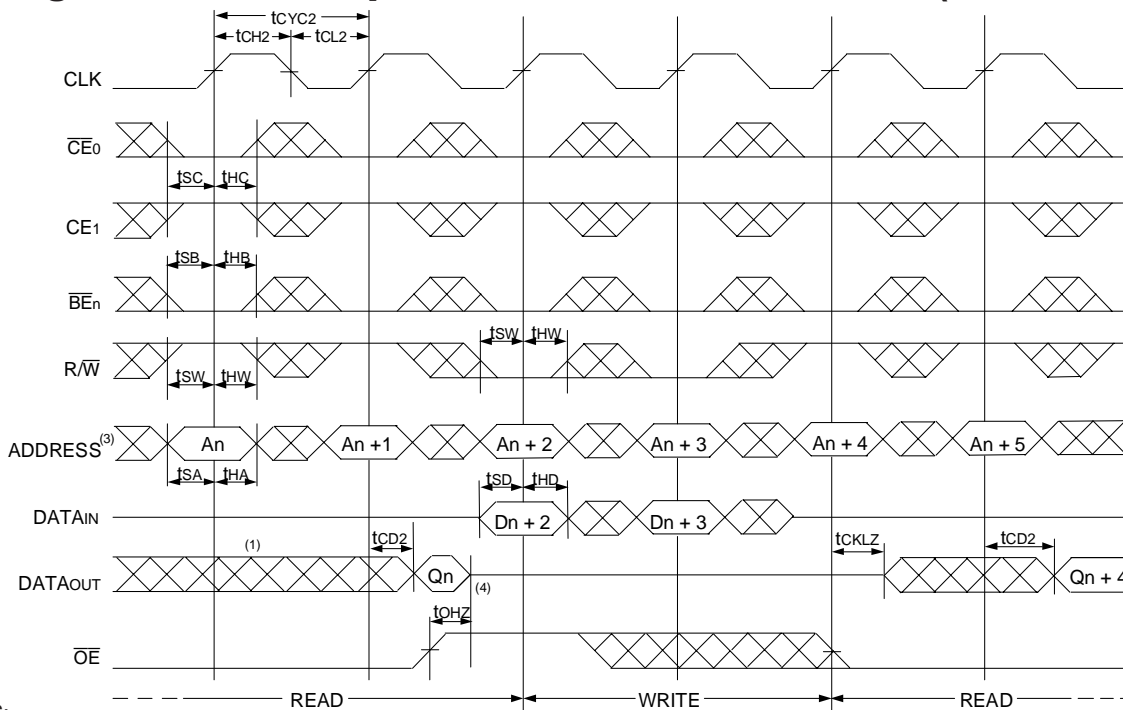 tCYC2
tCH2 tCL2
CLK
CE0
tSC tHC
CE1
tSB tHB
BEn
tSW tHW
R/W
tSW tHW
ADDRESS(3) An An + 1 An + 2 An + 3 An + 4 An + 5
tSA tHA tSD tHD
DATAIN Dn + 2 Dn + 3
tCD2 tCKLZ tCD2
(1)
DATAOUT Qn (4) Qn + 4
tOHZ
OE
READ WRITE READ